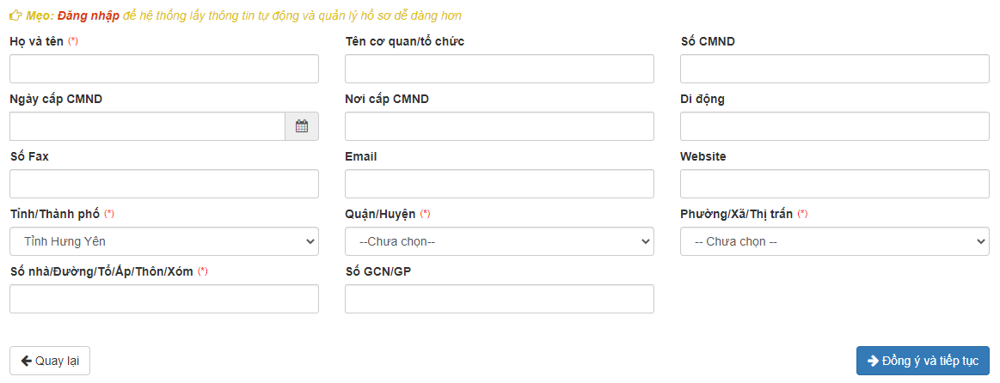 Mẹo: Đăng nhập để hệ thống lấy thông tin tự động và quản lý hồ sơ dễ dàng hơn
Họ và tên (*) Tên cơ quan/tổ chức Số CMND
Ngày cấp CMND Nơi cấp CMND Di động
Số Fax Email Website
Tỉnh/Thành phố (*) Quận/Huyện (*) Phường/Xã/Thị trấn (*)
Tỉnh Hưng Yên --Chưa chọn-- -- Chưa chọn --
Số nhà/Đường/Tổ/Ấp/Thôn/Xóm (*) Số GCN/GP
Quay lại Đồng ý và tiếp tục